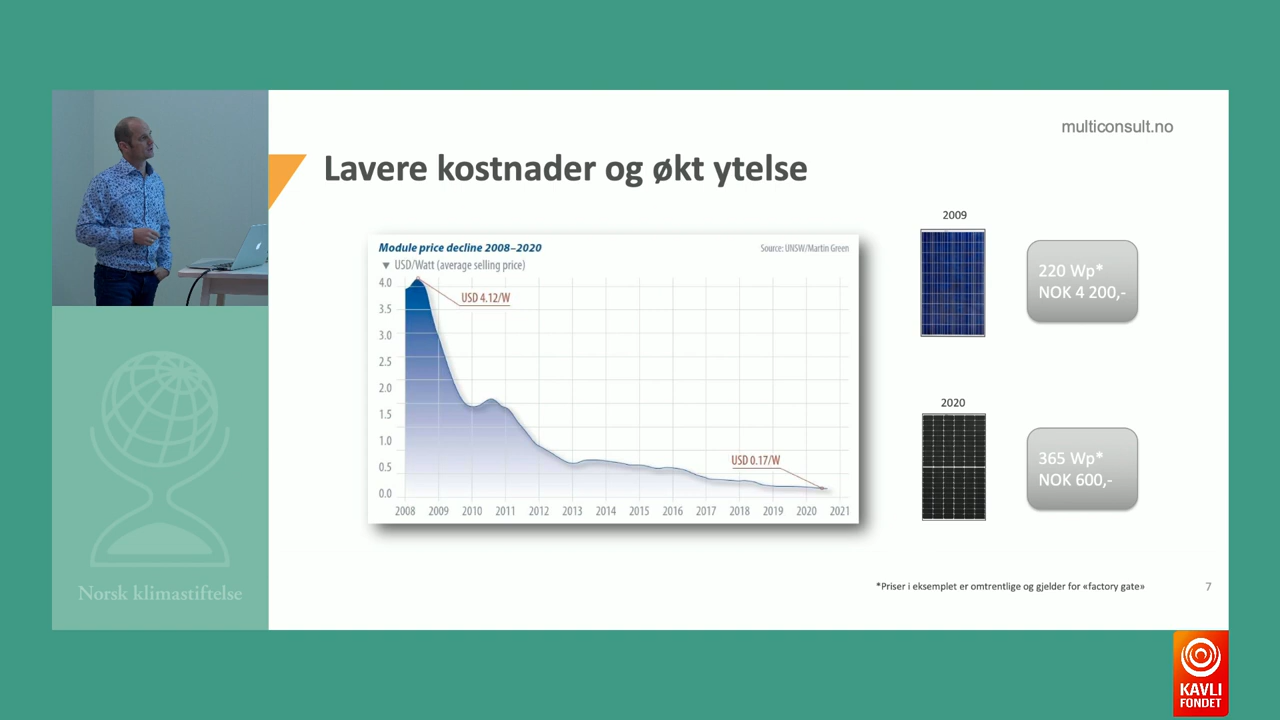 multiconsult.no
Lavere kostnader og økt ytelse
Module price decline 2008–2020
Source: UNSW/Martin Green
▼ USD/Watt (average selling price)
4.0
3.5
3.0
2.5
2.0
1.5
1.0
0.5
0.0
USD 4.12/W
USD 0.17/W
2008 2009 2010 2011 2012 2013 2014 2015 2016 2017 2018 2019 2020 2021
2009
220 Wp*
NOK 4 200,-
2020
365 Wp*
NOK 600,-
*Priser i eksemplet er omtrentlige og gjelder for «factory gate»
7
Norsk klimastiftelse
KAVLI
FONDET